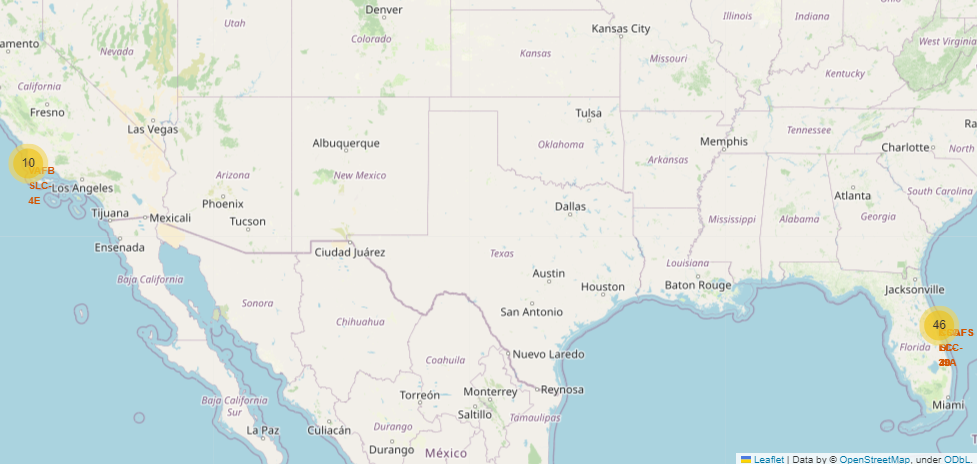 Denver
Utah
Illinois
Indiana
Kansas City
amento
Nevada
Colorado
Kansas
Missouri
West Virginia
Kentucky
California
Fresno
Las Vegas
Tulsa
Albuquerque
Oklahoma
Memphis
Tennessee
Ra
Charlotte
North
10
VAFB
SLC-
4E
Los Angeles
Arizona
New Mexico
Arkansas
Phoenix
Atlanta
South Carolina
Tijuana
Mexicali
Tucson
Dallas
Mississippi
Alabama
Georgia
Ensenada
Ciudad Juárez
Texas
Louisiana
Baja California
Austin
Houston
Baton Rouge
Jacksonville
Sonora
San Antonio
Chihuahua
46
Florida
Coahuila
Nuevo Laredo
Baja California
Sur
Torreón
Monterrey
Reynosa
Miami
Saltillo
Tamaulipas
La Paz
Culiacán
Durango
Durango
México
Leaflet | Data by © OpenStreetMap, under ODbL.